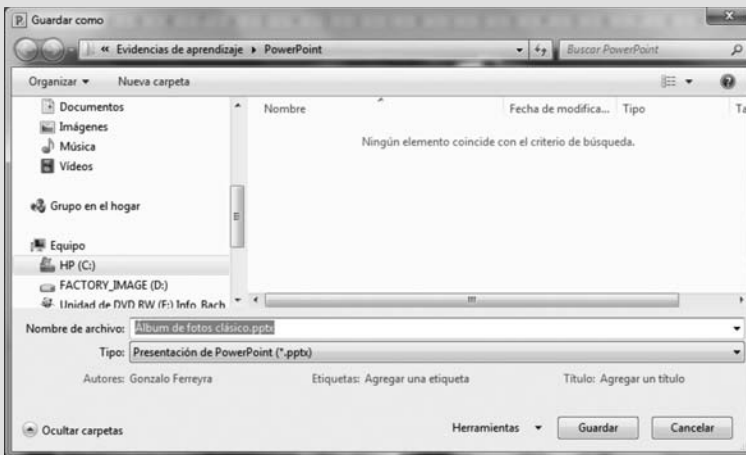 Guardar como
« Evidencias de aprendizaje ▸ PowerPoint Buscar PowerPoint
Organizar ▾ Nueva carpeta
Documentos
Nombre Fecha de modifica... Tipo Ta
Imágenes
Música
Ningún elemento coincide con el criterio de búsqueda.
Vídeos
Grupo en el hogar
Equipo
HP (C:)
FACTORY_IMAGE (D:)
Unidad de DVD RW (F:) Info_Bach
Nombre de archivo: Álbum de fotos clásico.pptx
Tipo: Presentación de PowerPoint (*.pptx)
Autores: Gonzalo Ferreyra Etiquetas: Agregar una etiqueta Título: Agregar un título
Ocultar carpetas Herramientas ▾ Guardar Cancelar